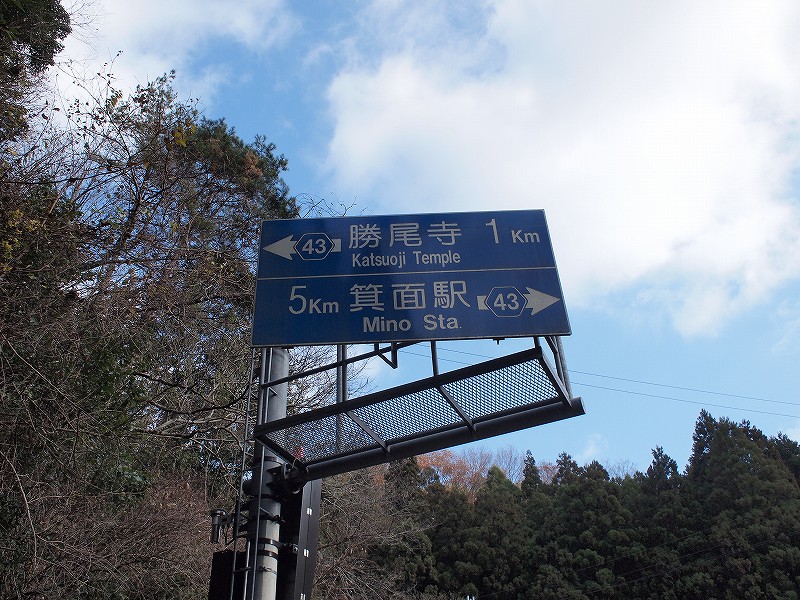 43 勝尾寺 1 Km
Katsuoji Temple
5Km 箕面駅 43
Mino Sta.